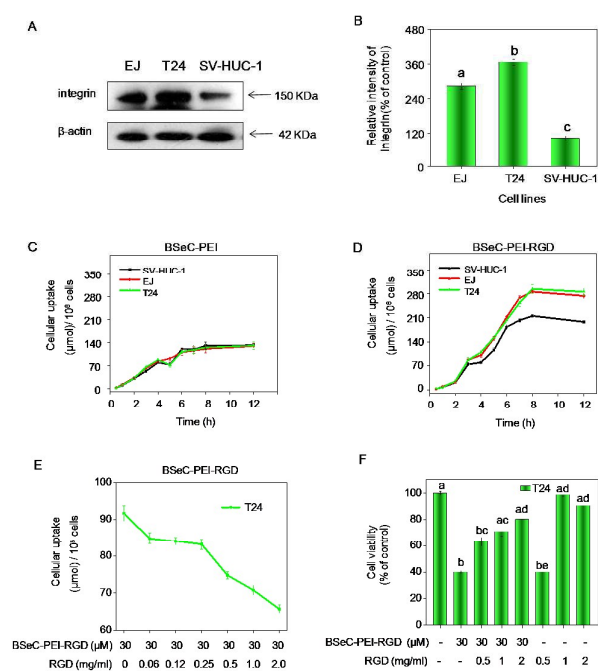 A
EJ T24 SV-HUC-1
integrin
150 KDa
β-actin
42 KDa
B
Relative intensity of
Integrin(% of control)
480
360
240
120
0
a
b
c
EJ T24 SV-HUC-1
Cell lines
C
BSeC-PEI
Cellular uptake
(μmol)/ 10⁶ cells
350
280
210
140
70
0
SV-HUC-1
EJ
T24
0 2 4 6 8 10 12
Time (h)
D
BSeC-PEI-RGD
Cellular uptake
(μmol) / 10⁶ cells
350
280
210
140
70
0
SV-HUC-1
EJ
T24
0 2 4 6 8 10 12
Time (h)
E
BSeC-PEI-RGD
Cellular uptake
(μmol) / 10⁶ cells
100
90
80
70
60
T24
BSeC-PEI-RGD (μM) 30 30 30 30 30 30 30
RGD (mg/ml) 0 0.06 0.12 0.25 0.5 1.0 2.0
F
Cell viability
(% of control)
100
80
60
40
20
0
T24
a
b
bc
ac
ad
be
ad
ad
BSeC-PEI-RGD (μM) - 30 30 30 30 - - -
RGD (mg/ml) - - 0.5 1 2 0.5 1 2